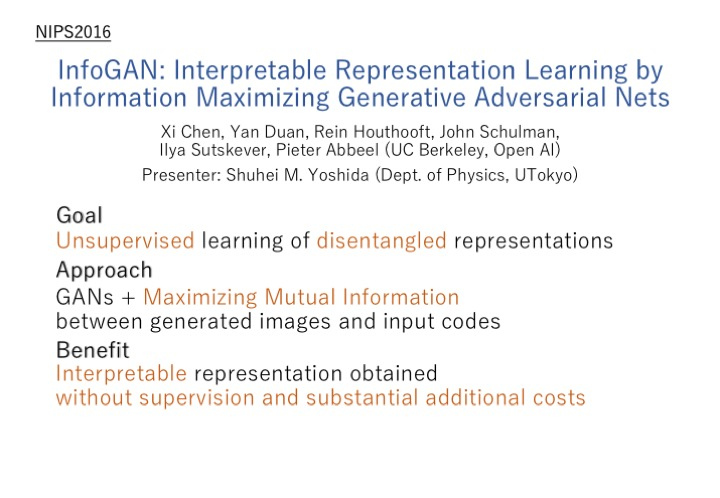 NIPS2016
InfoGAN: Interpretable Representation Learning by
Information Maximizing Generative Adversarial Nets
Xi Chen, Yan Duan, Rein Houthooft, John Schulman,
Ilya Sutskever, Pieter Abbeel (UC Berkeley, Open AI)
Presenter: Shuhei M. Yoshida (Dept. of Physics, UTokyo)
Goal
Unsupervised learning of disentangled representations
Approach
GANs + Maximizing Mutual Information
between generated images and input codes
Benefit
Interpretable representation obtained
without supervision and substantial additional costs